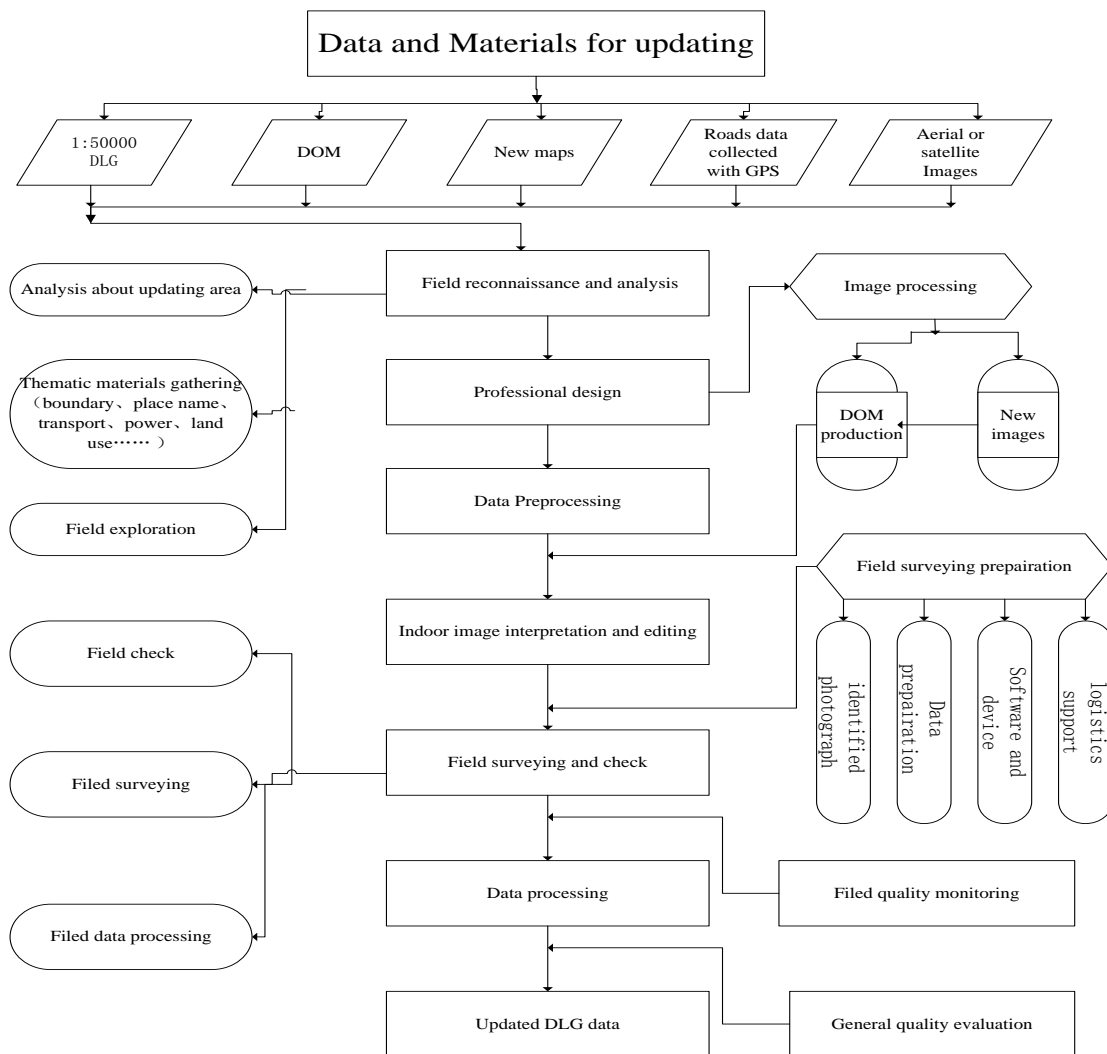 Data and Materials for updating
1:50000
DLG
DOM
New maps
Roads data
collected
with GPS
Aerial or
satellite
Images
Field reconnaissance and analysis
Analysis about updating area
Image processing
Thematic materials gathering
（boundary、place name、
transport、power、land
use…… ）
Professional design
DOM
production
New
images
Data Preprocessing
Field exploration
Field surveying prepairation
Indoor image interpretation and editing
Field check
identified
photograph
Data
prepairation
Software and
device
logistics
support
Field surveying and check
Filed surveying
Data processing
Filed quality monitoring
Filed data processing
Updated DLG data
General quality evaluation